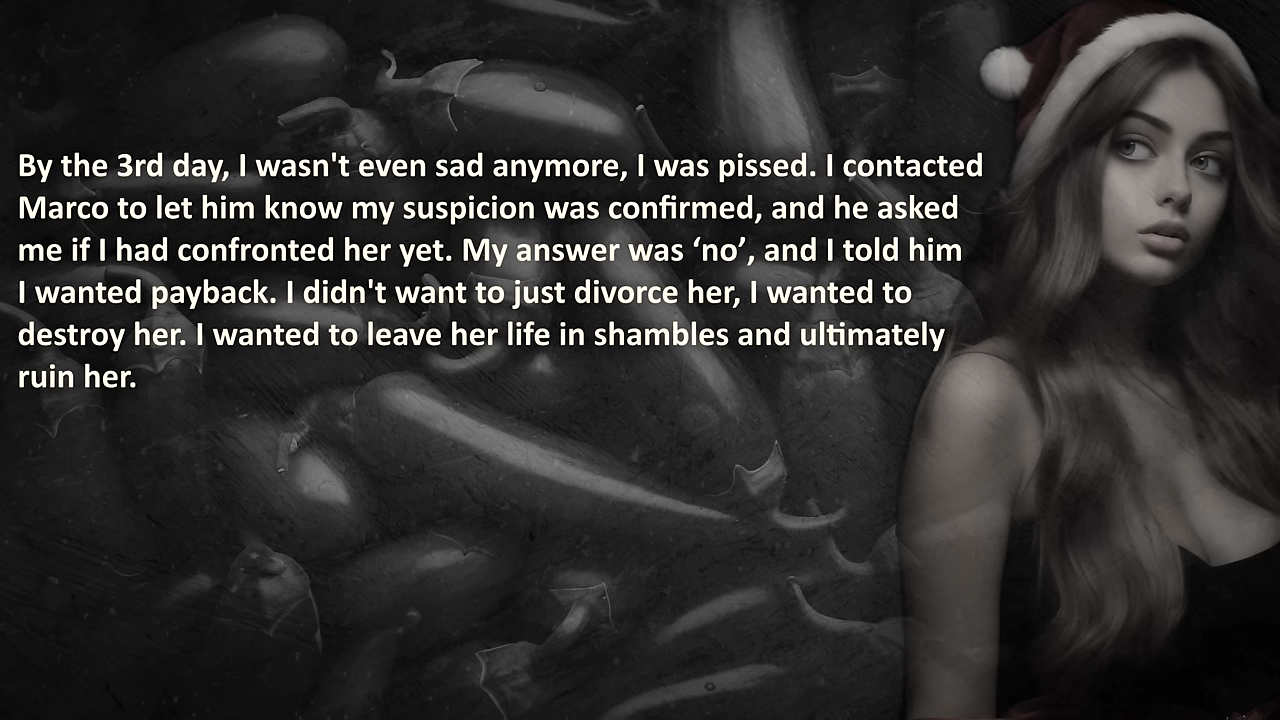 By the 3rd day, I wasn't even sad anymore, I was pissed. I contacted
Marco to let him know my suspicion was confirmed, and he asked
me if I had confronted her yet. My answer was ‘no’, and I told him
I wanted payback. I didn't want to just divorce her, I wanted to
destroy her. I wanted to leave her life in shambles and ultimately
ruin her.